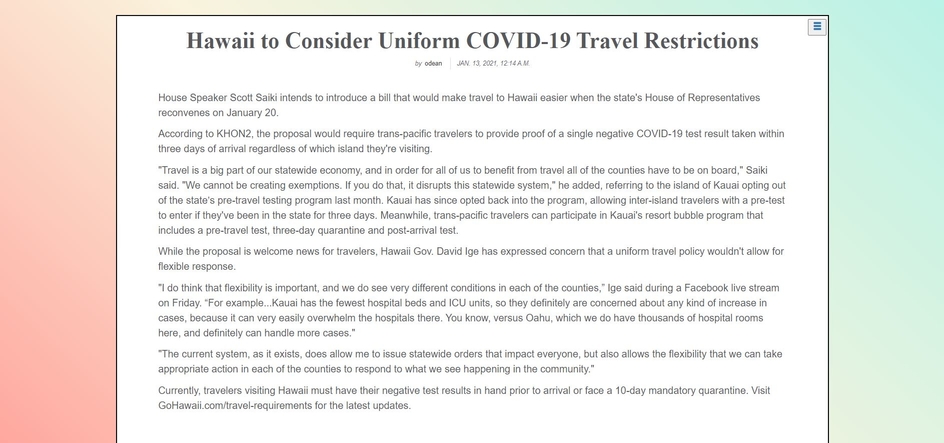 Hawaii to Consider Uniform COVID-19 Travel Restrictions
by odean JAN. 13, 2021, 12:14 A.M.
House Speaker Scott Saiki intends to introduce a bill that would make travel to Hawaii easier when the state's House of Representatives
reconvenes on January 20.
According to KHON2, the proposal would require trans-pacific travelers to provide proof of a single negative COVID-19 test result taken within
three days of arrival regardless of which island they're visiting.
"Travel is a big part of our statewide economy, and in order for all of us to benefit from travel all of the counties have to be on board," Saiki
said. "We cannot be creating exemptions. If you do that, it disrupts this statewide system," he added, referring to the island of Kauai opting out
of the state's pre-travel testing program last month. Kauai has since opted back into the program, allowing inter-island travelers with a pre-test
to enter if they've been in the state for three days. Meanwhile, trans-pacific travelers can participate in Kauai's resort bubble program that
includes a pre-travel test, three-day quarantine and post-arrival test.
While the proposal is welcome news for travelers, Hawaii Gov. David Ige has expressed concern that a uniform travel policy wouldn't allow for
flexible response.
"I do think that flexibility is important, and we do see very different conditions in each of the counties,” Ige said during a Facebook live stream
on Friday. “For example...Kauai has the fewest hospital beds and ICU units, so they definitely are concerned about any kind of increase in
cases, because it can very easily overwhelm the hospitals there. You know, versus Oahu, which we do have thousands of hospital rooms
here, and definitely can handle more cases."
"The current system, as it exists, does allow me to issue statewide orders that impact everyone, but also allows the flexibility that we can take
appropriate action in each of the counties to respond to what we see happening in the community."
Currently, travelers visiting Hawaii must have their negative test results in hand prior to arrival or face a 10-day mandatory quarantine. Visit
GoHawaii.com/travel-requirements for the latest updates.